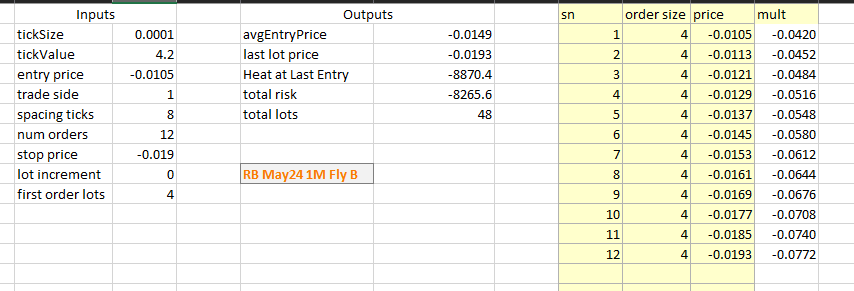 Inputs Outputs sn order size price mult
tickSize 0.0001 avgEntryPrice -0.0149 1 4 -0.0105 -0.0420
tickValue 4.2 last lot price -0.0193 2 4 -0.0113 -0.0452
entry price -0.0105 Heat at Last Entry -8870.4 3 4 -0.0121 -0.0484
trade side 1 total risk -8265.6 4 4 -0.0129 -0.0516
spacing ticks 8 total lots 48 5 4 -0.0137 -0.0548
num orders 12 6 4 -0.0145 -0.0580
stop price -0.019 7 4 -0.0153 -0.0612
lot increment 0 RB May24 1M Fly B 8 4 -0.0161 -0.0644
first order lots 4 9 4 -0.0169 -0.0676
10 4 -0.0177 -0.0708
11 4 -0.0185 -0.0740
12 4 -0.0193 -0.0772